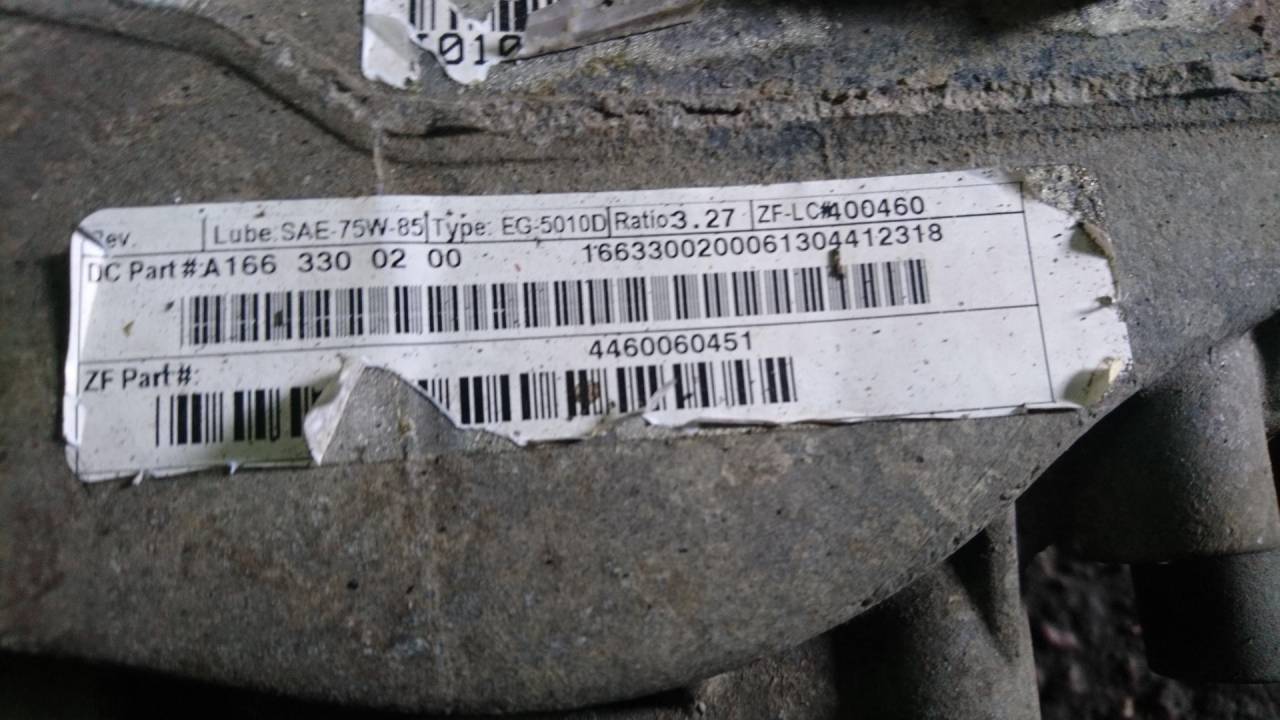 010
Rev. Lube: SAE-75W-85 Type: EG-5010D Ratio: 3.27 ZF-LC#400460
DC Part #: A166 330 02 00 1663300200061304412318
4460060451
ZF Part #: